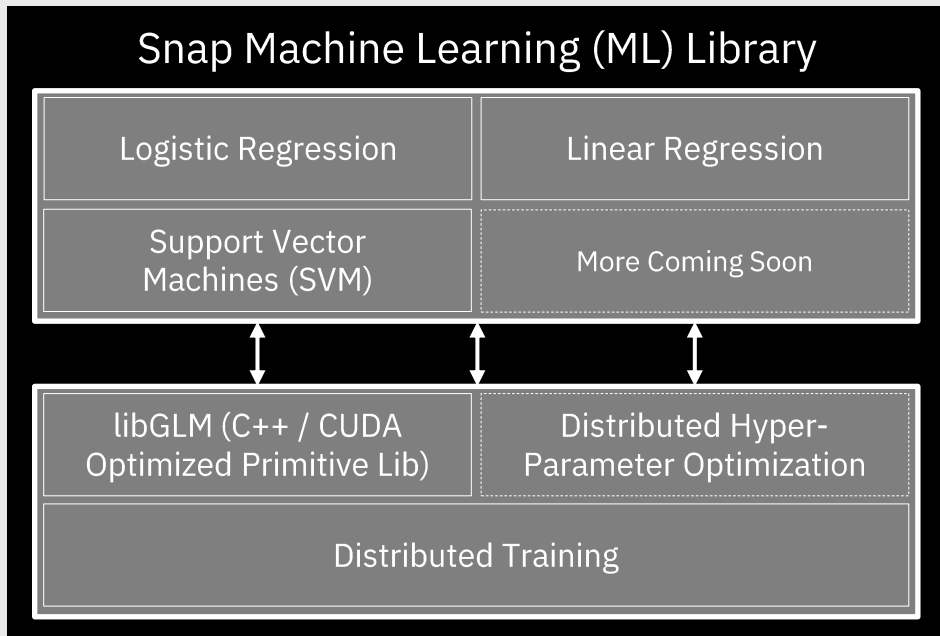 Snap Machine Learning (ML) Library
Logistic Regression
Linear Regression
Support Vector
Machines (SVM)
More Coming Soon
libGLM (C++ / CUDA
Optimized Primitive Lib)
Distributed Hyper-
Parameter Optimization
Distributed Training